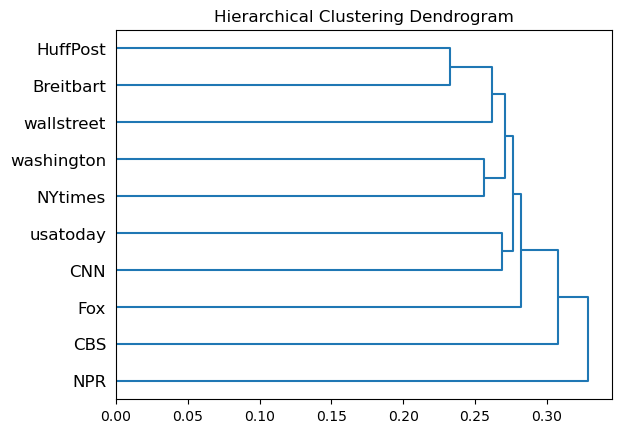 Hierarchical Clustering Dendrogram
HuffPost
Breitbart
wallstreet
washington
NYtimes
usatoday
CNN
Fox
CBS
NPR
0.00 0.05 0.10 0.15 0.20 0.25 0.30